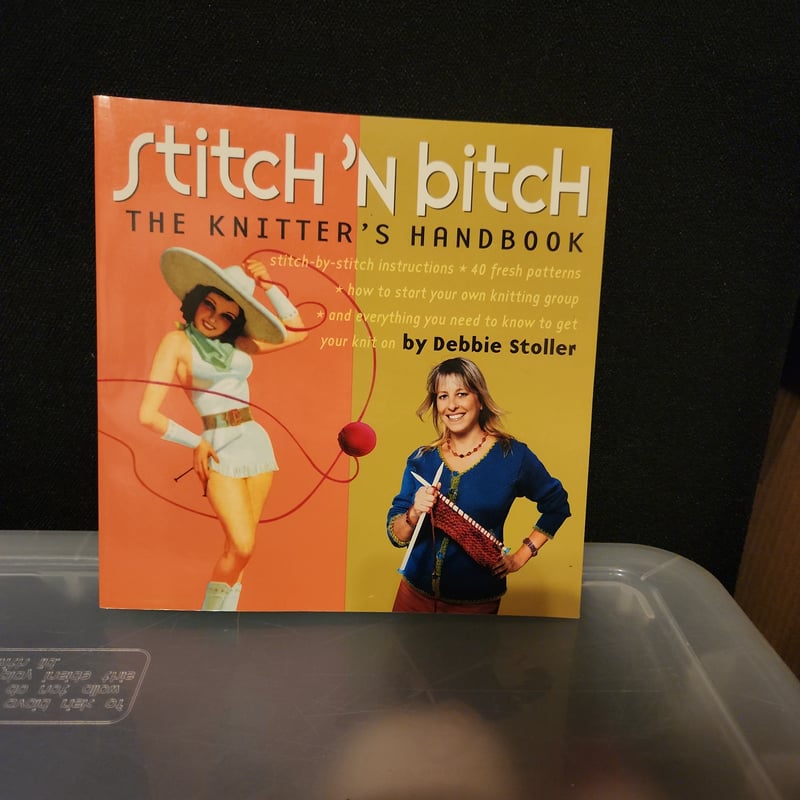 stitch 'N bitch
THE KNITTER'S HANDBOOK
stitch-by-stitch instructions * 40 fresh patterns
* how to start your own knitting group
* and everything you need to know to get
your knit on by Debbie Stoller